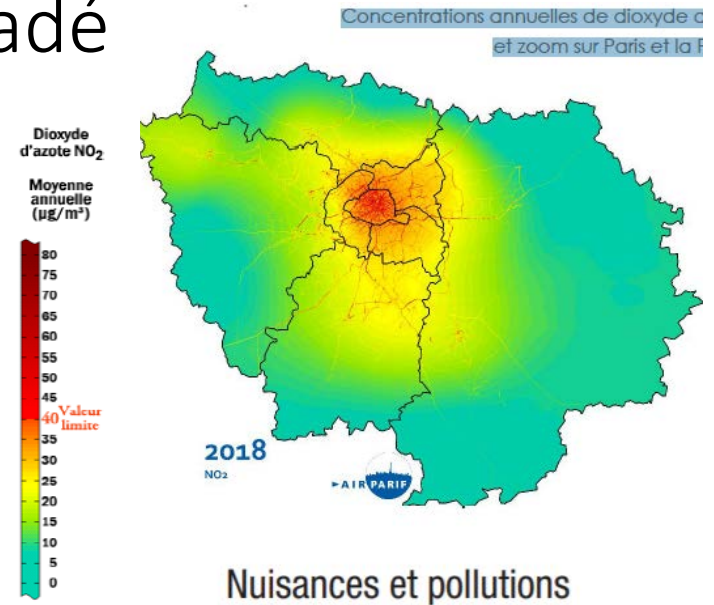 adé
Concentrations annuelles de dioxyde d
et zoom sur Paris et la P
Dioxyde
d'azote NO2
Moyenne
annuelle
(µg/m³)
80
75
70
65
60
55
50
45
40 Valeur
limite
35
30
25
20
15
10
5
0
2018
NO2
AIRPARIF
Nuisances et pollutions